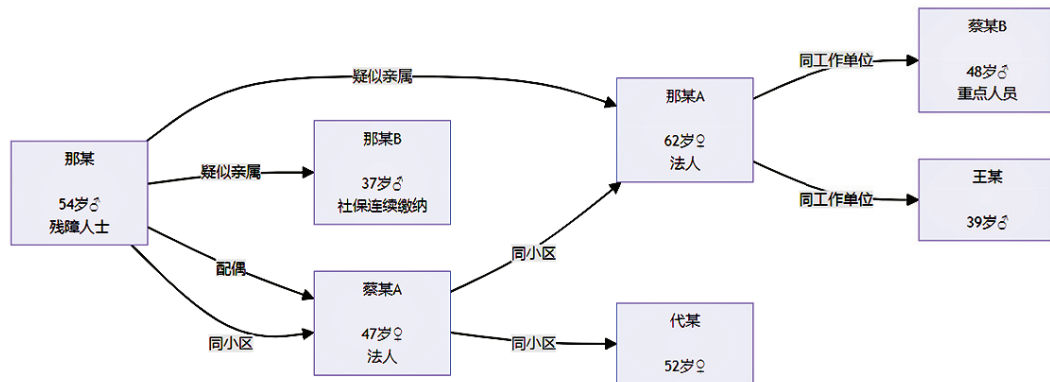 蔡某B
48岁♂
重点人员
同工作单位
疑似亲属
那某A
62岁♀
法人
那某B
37岁♂
社保连续缴纳
疑似亲属
那某
54岁♂
残障人士
王某
39岁♂
同工作单位
同小区
配偶
蔡某A
47岁♀
法人
同小区
同小区
代某
52岁♀